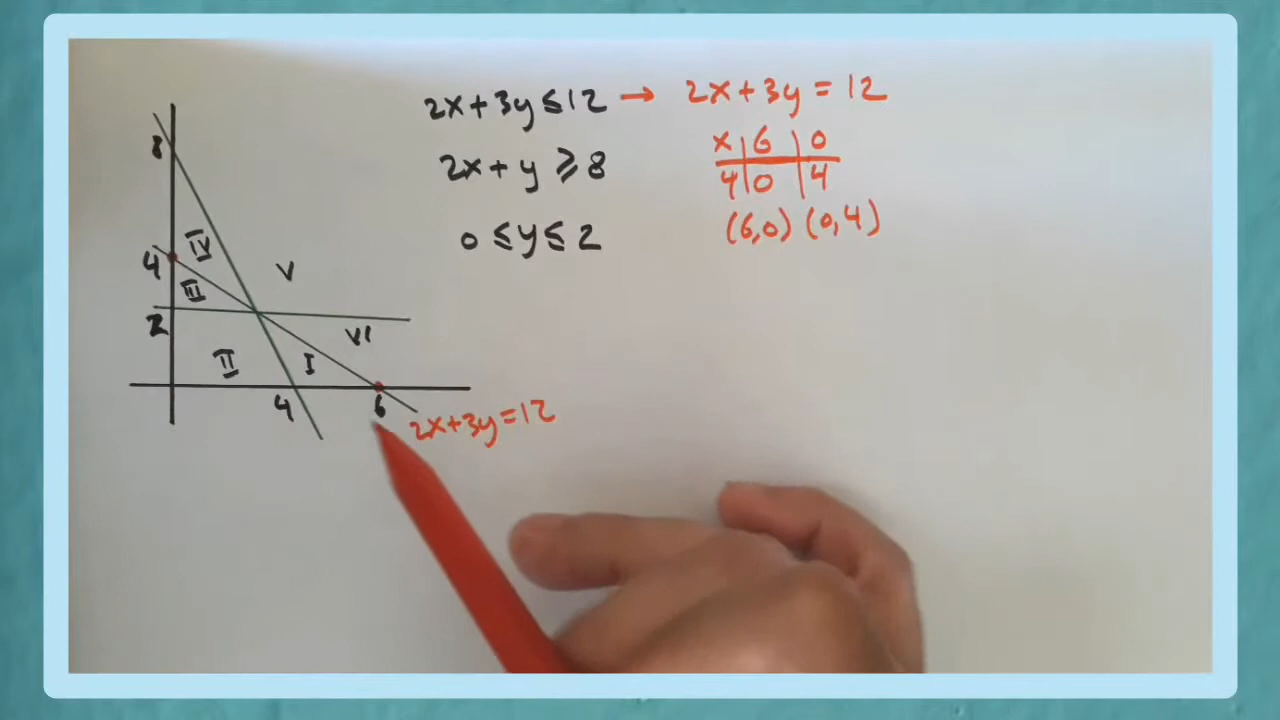 2x+3y≤12 → 2x+3y=12
2x+y≥8
0≤y≤2
x 6 0
y 0 4
(6,0) (0,4)
8
4
2
IV
V
III
VI
II
I
4
6
2x+3y=12